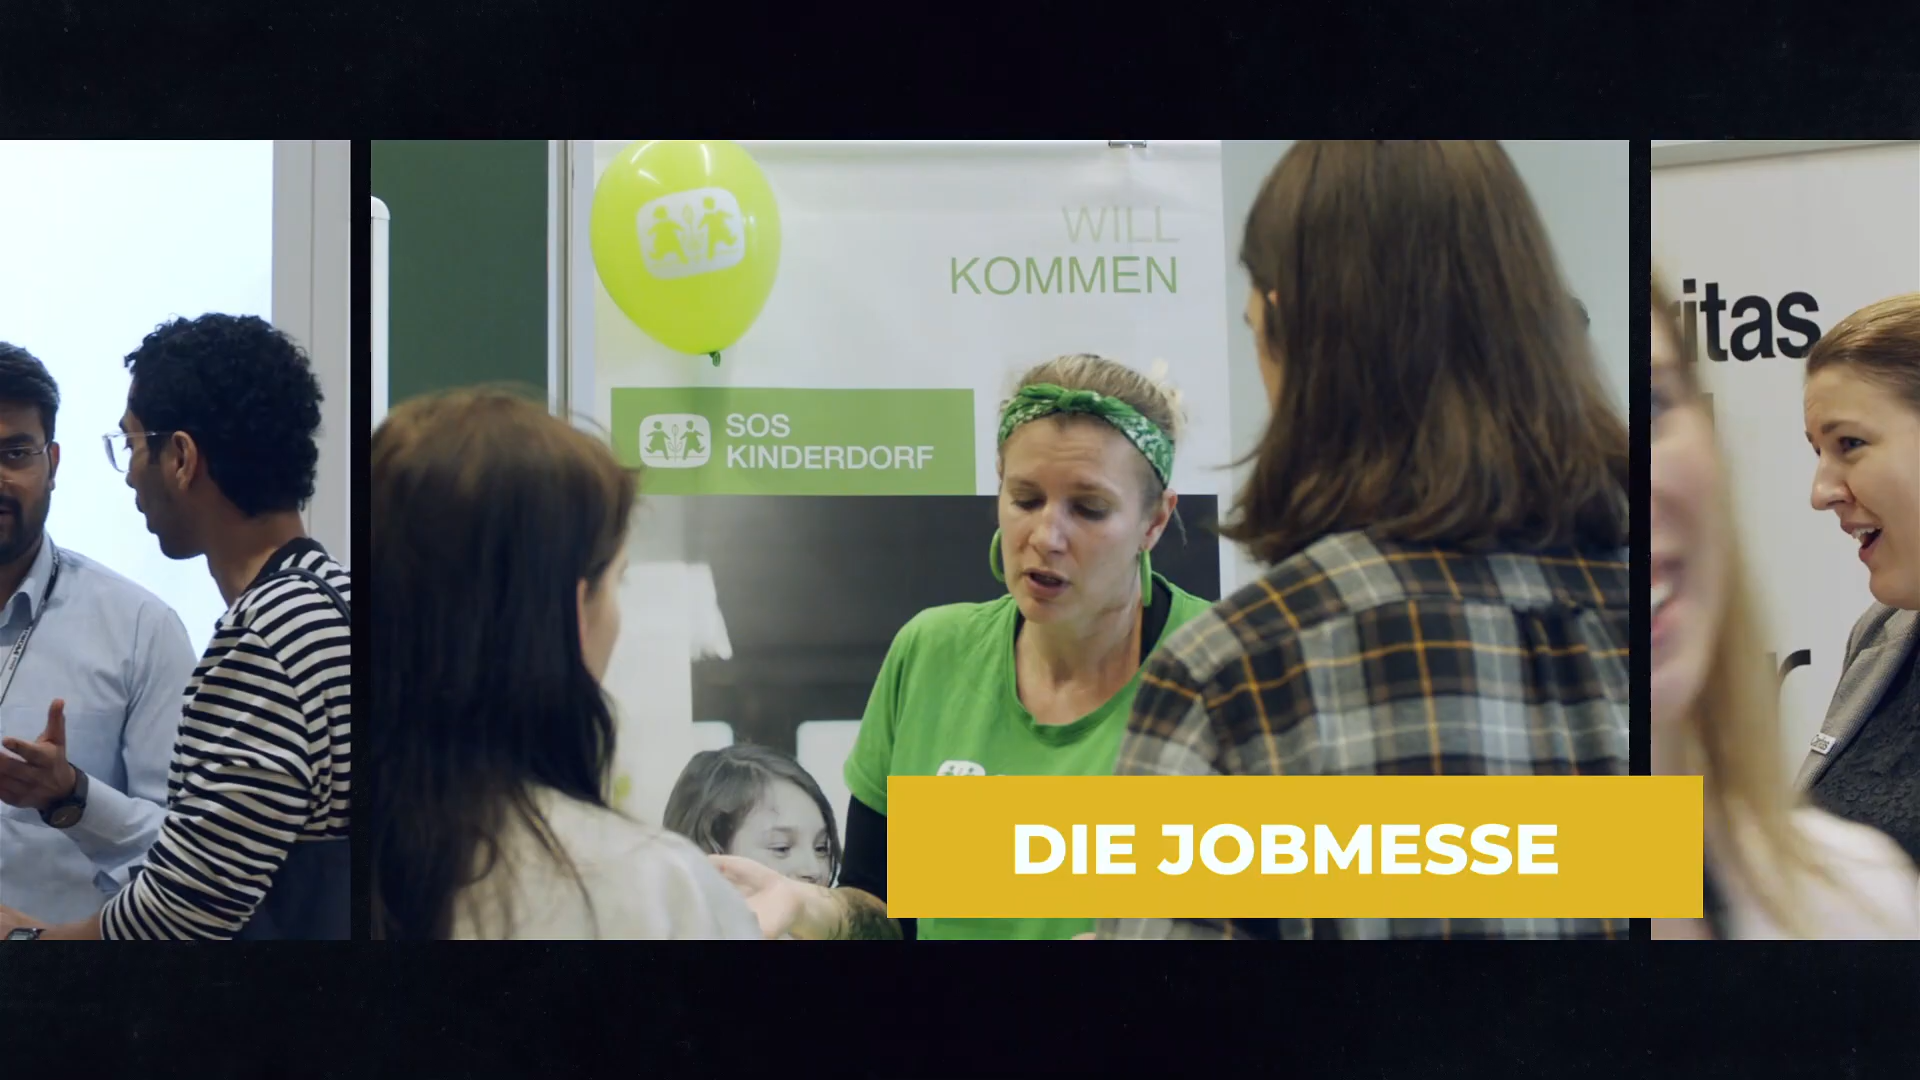 WILL
KOMMEN
SOS
KINDERDORF
itas
DIE JOBMESSE